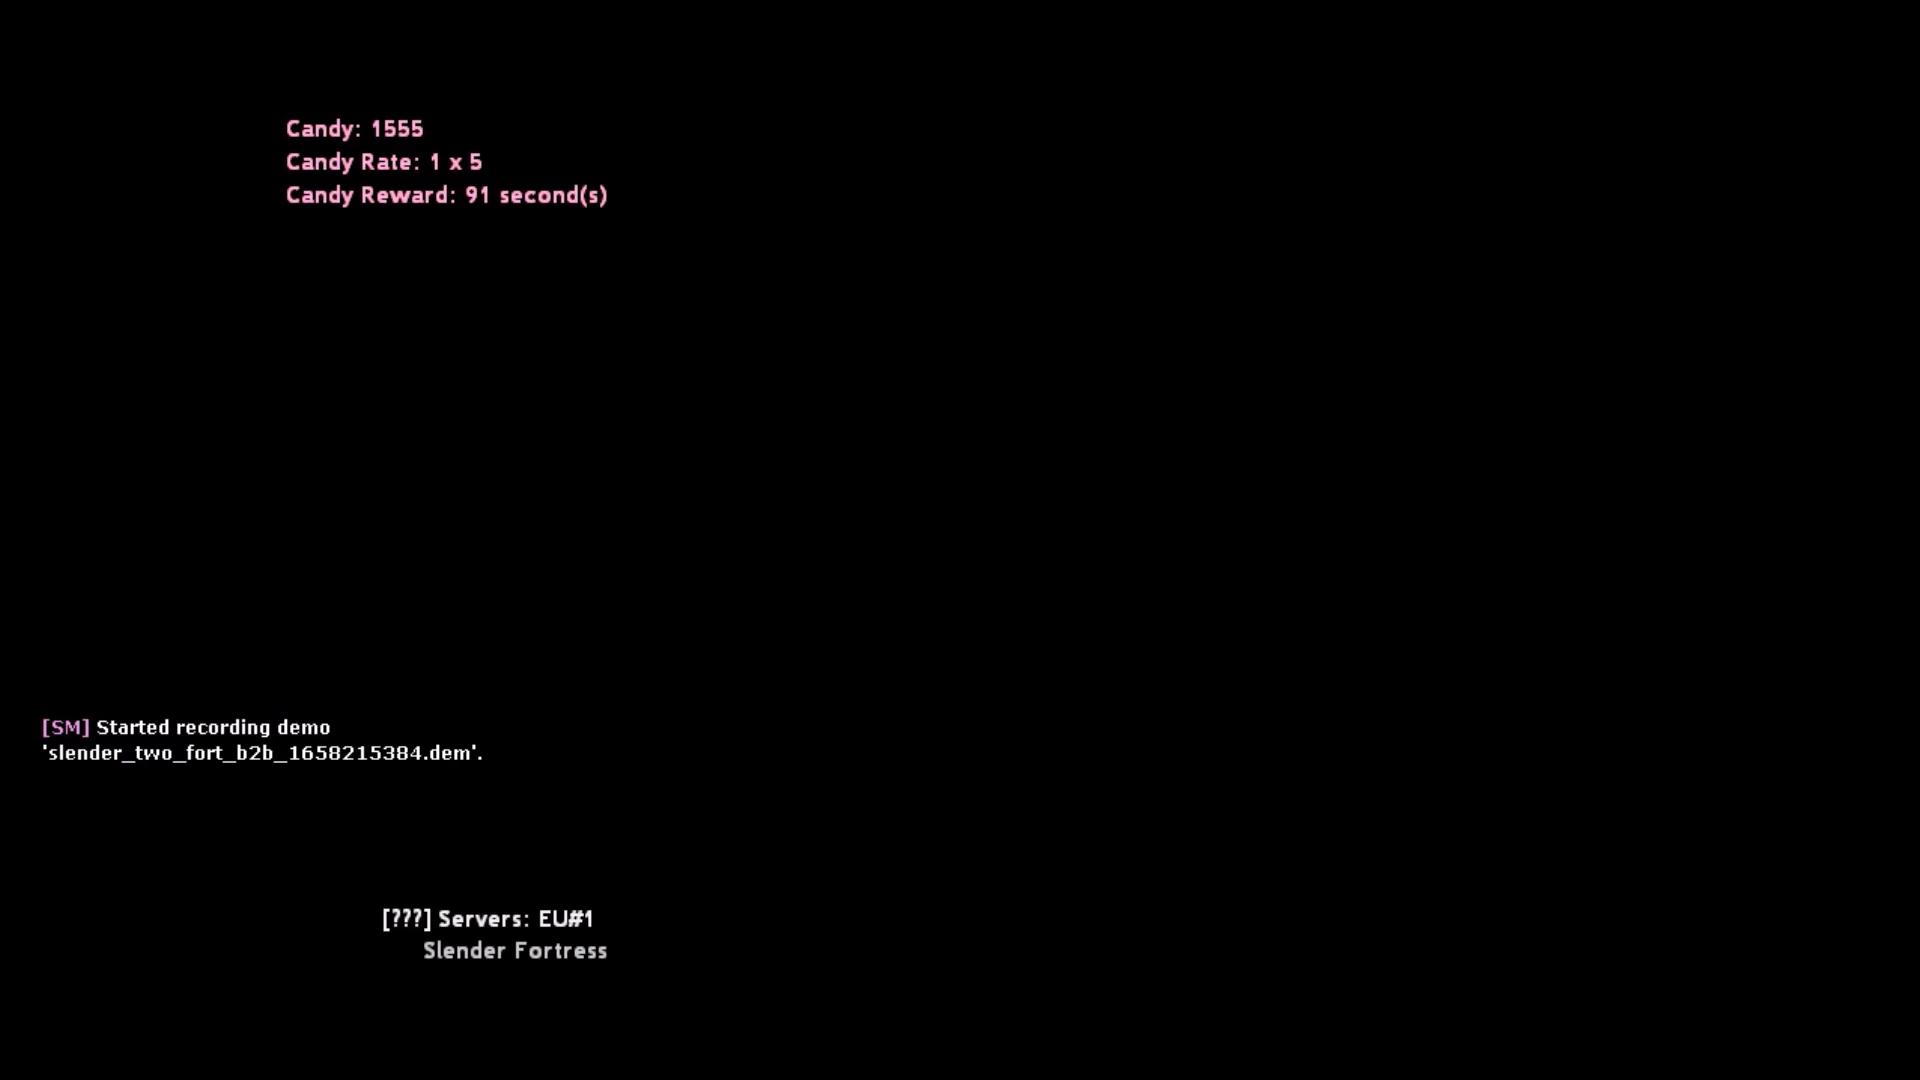 Candy: 1555
Candy Rate: 1 x 5
Candy Reward: 91 second(s)
[SM] Started recording demo
'slender_two_fort_b2b_1658215384.dem'.
[???] Servers: EU#1
Slender Fortress